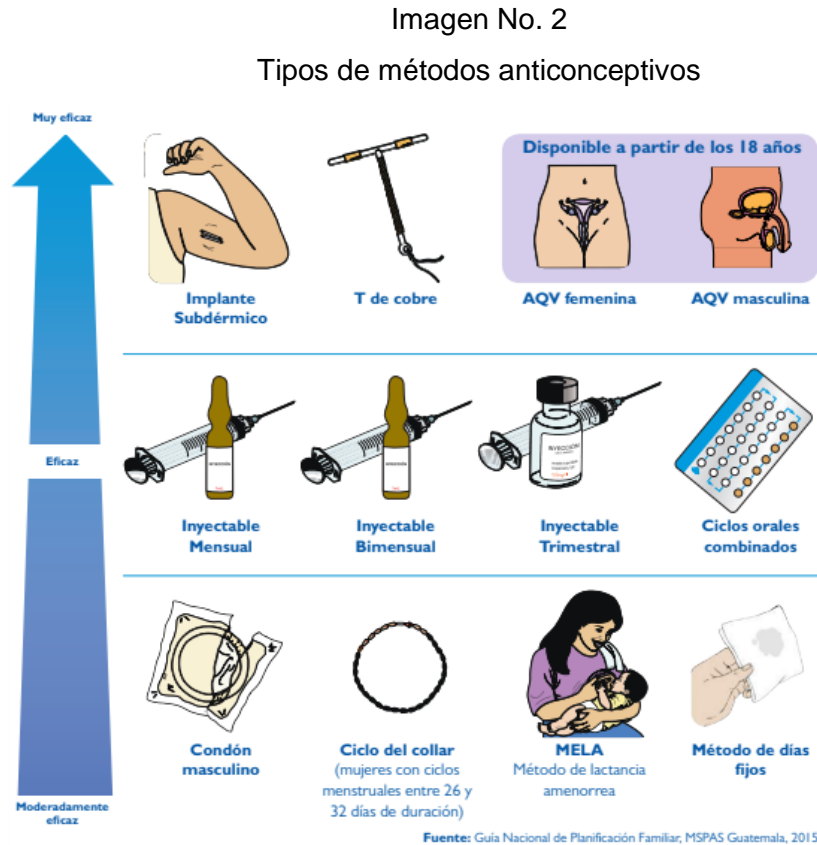 Imagen No. 2
Tipos de métodos anticonceptivos
Muy eficaz
Disponible a partir de los 18 años
Implante
Subdérmico
T de cobre
AQV femenina
AQV masculina
Eficaz
INYECCIÓN
INYECCIÓN
INYECCIÓN
Inyectable
Mensual
Inyectable
Bimensual
Inyectable
Trimestral
Ciclos orales
combinados
Condón
masculino
Ciclo del collar
(mujeres con ciclos
menstruales entre 26 y
32 días de duración)
MELA
Método de lactancia
amenorrea
Método de días
fijos
Moderadamente
eficaz
Fuente: Guía Nacional de Planificación Familiar, MSPAS Guatemala, 2015